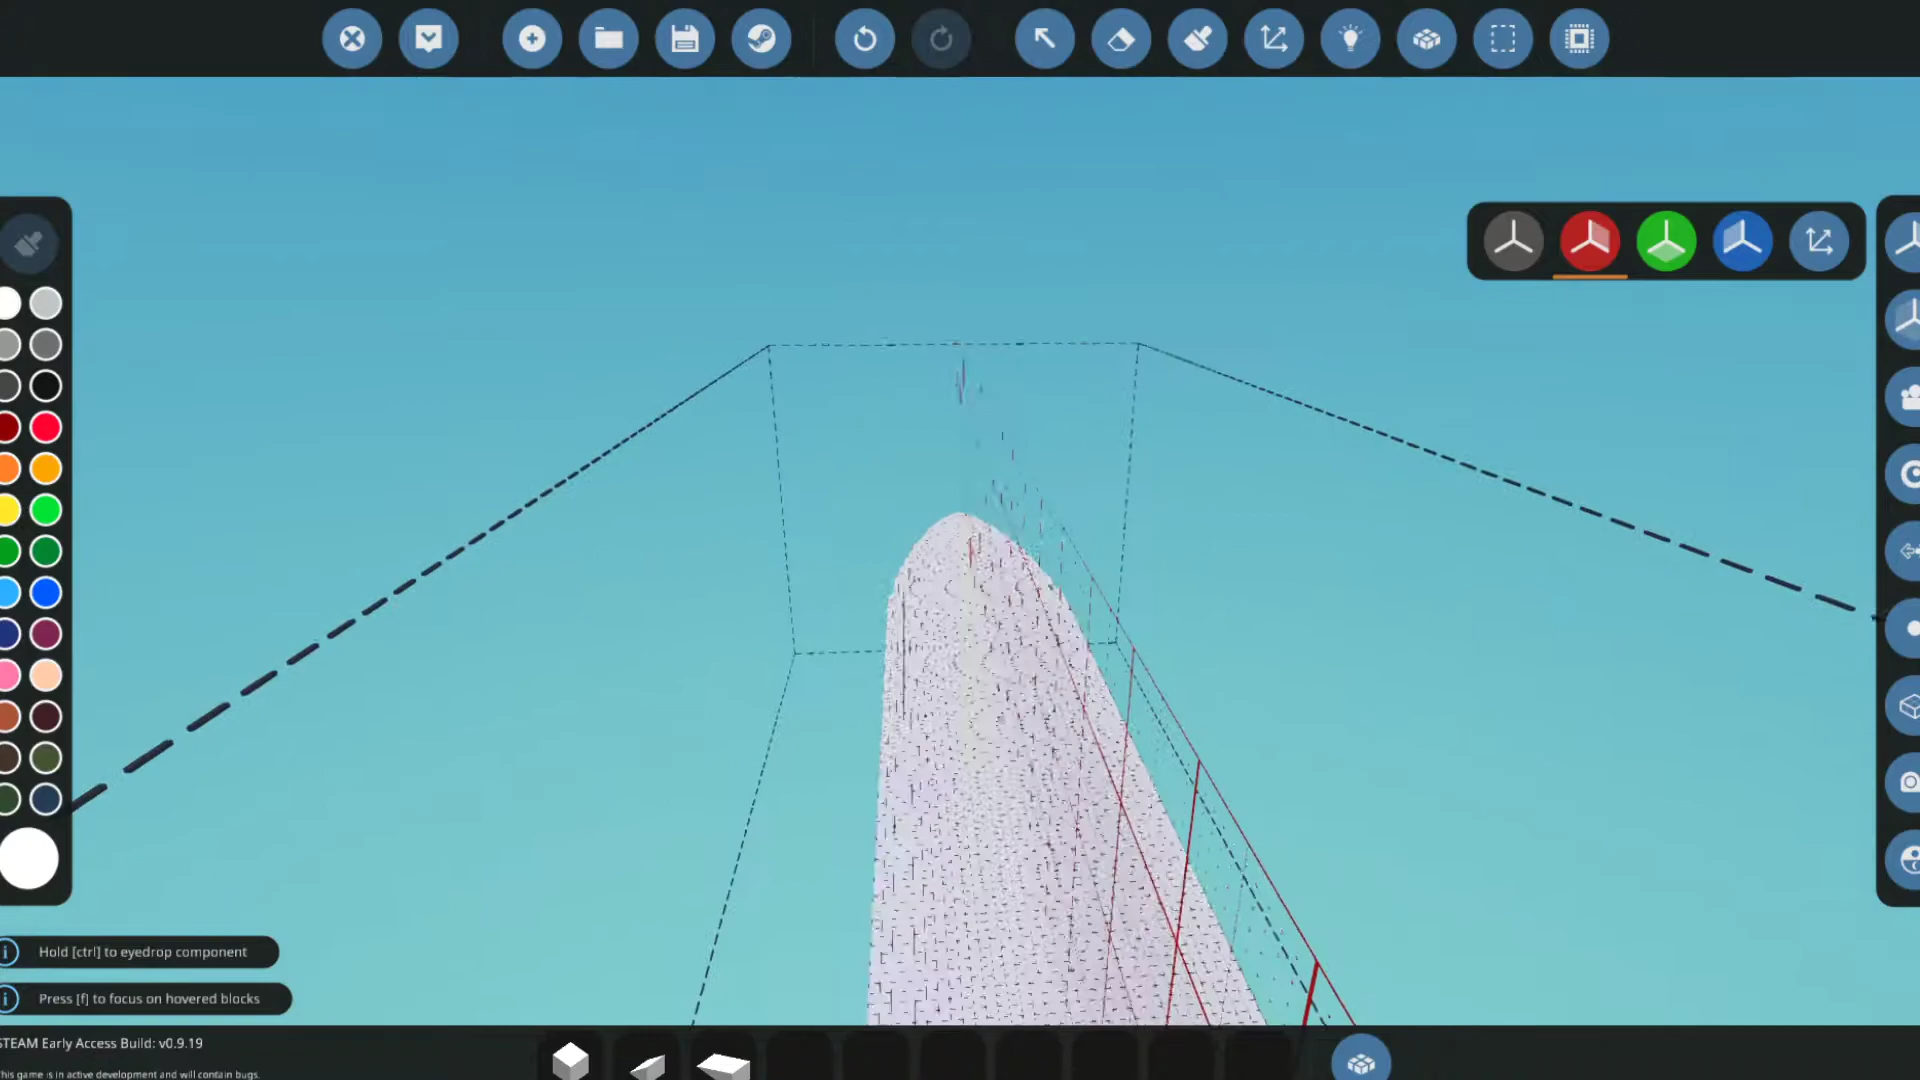 Hold [ctrl] to eyedrop component
Press [f] to focus on hovered blocks
STEAM Early Access Build: v0.9.19
This game is in active development and will contain bugs.